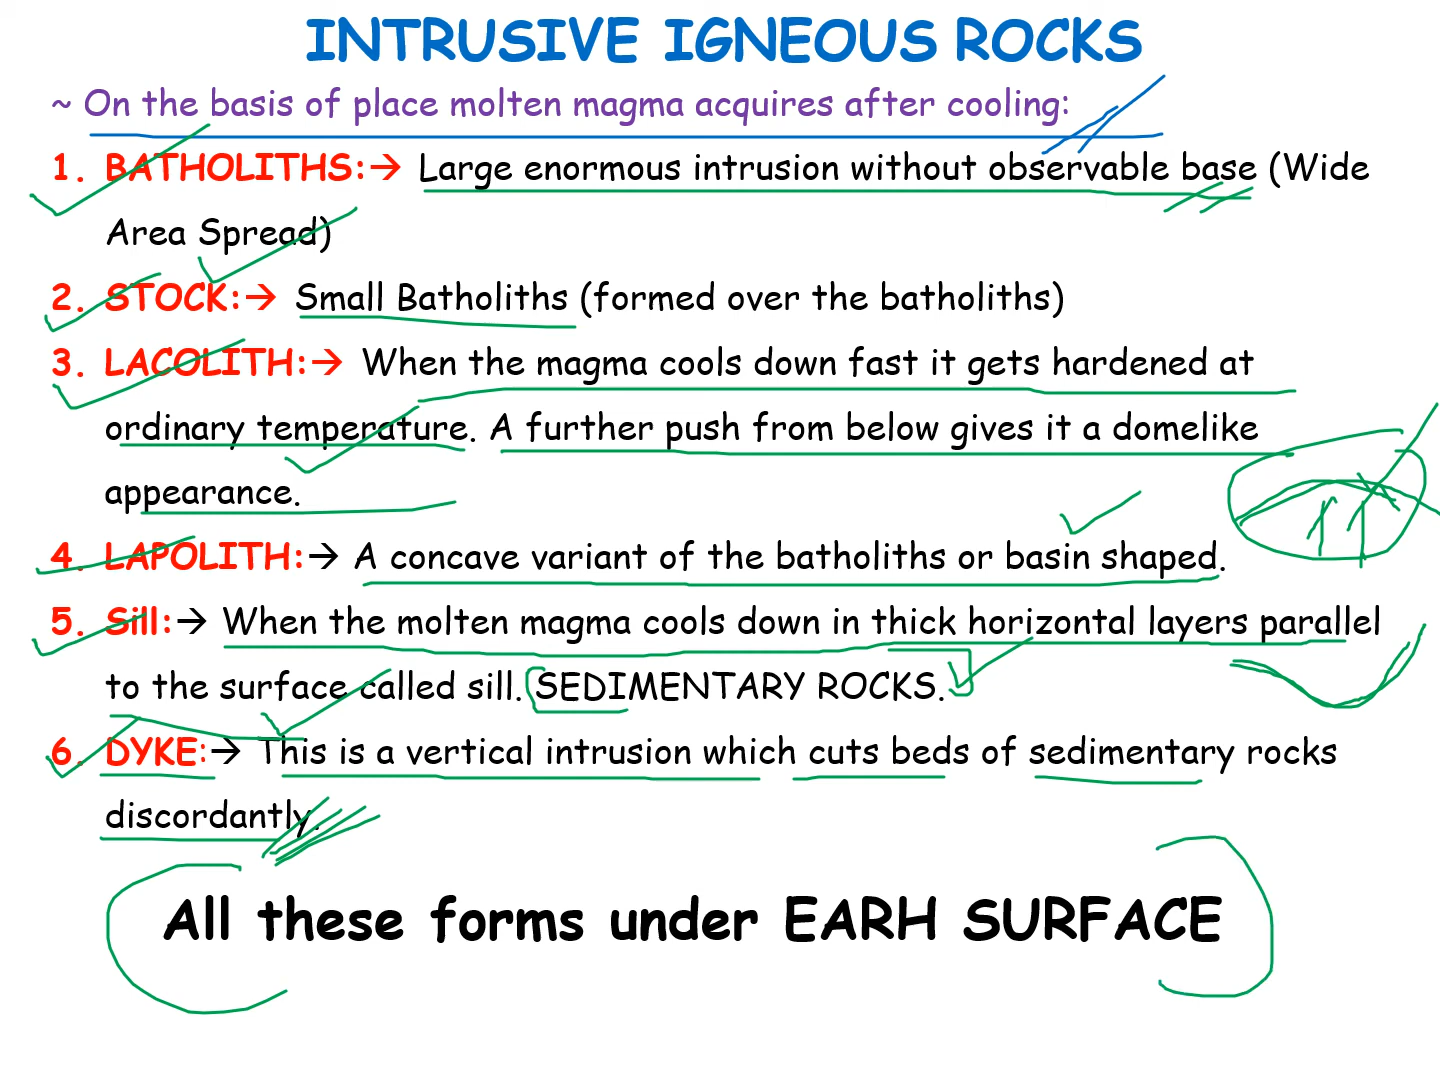 INTRUSIVE IGNEOUS ROCKS
~ On the basis of place molten magma acquires after cooling:
1. BATHOLITHS:→ Large enormous intrusion without observable base (Wide
Area Spread)
2. STOCK:→ Small Batholiths (formed over the batholiths)
3. LACOLITH:→ When the magma cools down fast it gets hardened at
ordinary temperature. A further push from below gives it a domelike
appearance.
4. LAPOLITH:→ A concave variant of the batholiths or basin shaped.
5. Sill:→ When the molten magma cools down in thick horizontal layers parallel
to the surface called sill. SEDIMENTARY ROCKS.
6. DYKE:→ This is a vertical intrusion which cuts beds of sedimentary rocks
discordantly.
All these forms under EARH SURFACE